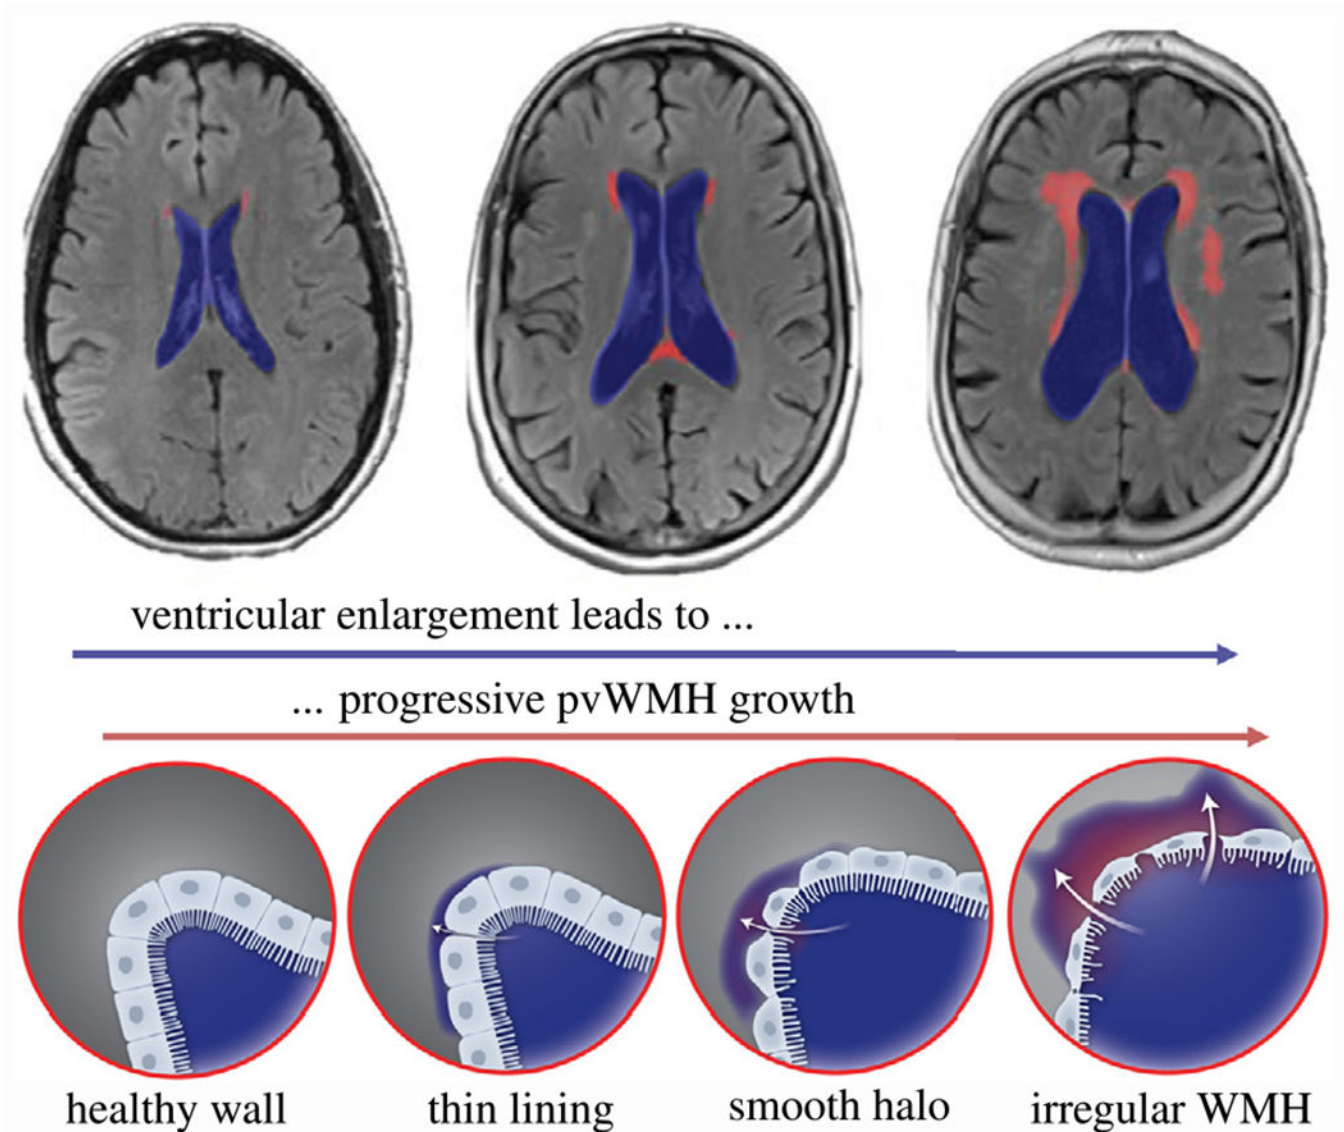 ventricular enlargement leads to ...
... progressive pvWMH growth
healthy wall
thin lining
smooth halo
irregular WMH